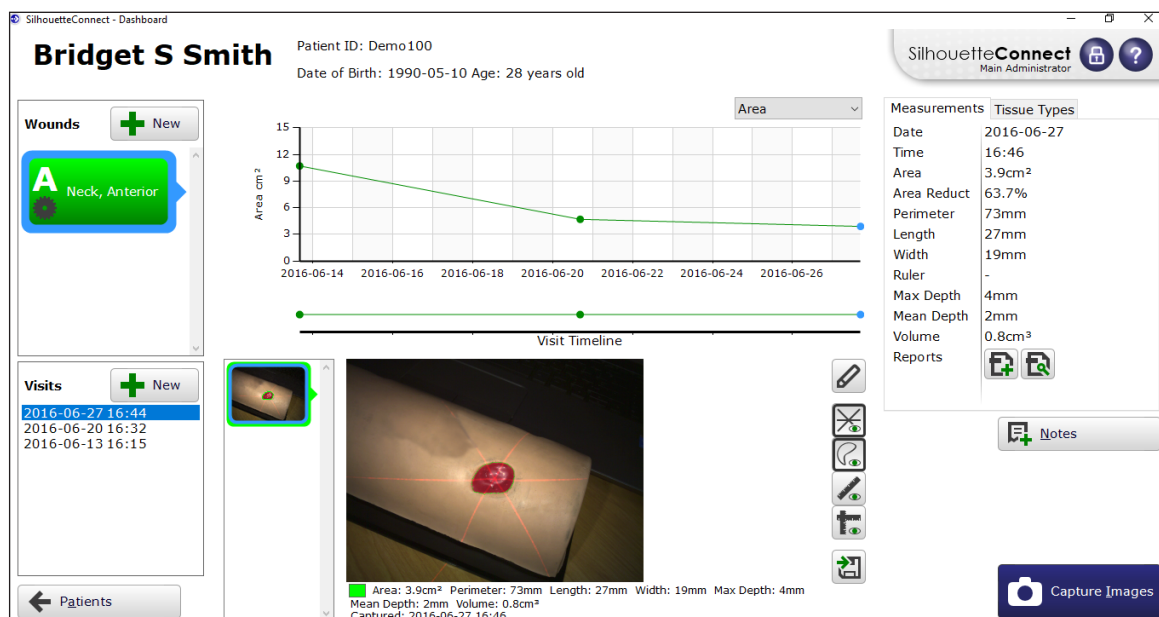 SilhouetteConnect - Dashboard
Bridget S Smith
Patient ID: Demo100
Date of Birth: 1990-05-10 Age: 28 years old
SilhouetteConnect
Main Administrator
Wounds
New
A
Neck, Anterior
Area
15
12
9
6
3
0
Area cm²
2016-06-14 2016-06-16 2016-06-18 2016-06-20 2016-06-22 2016-06-24 2016-06-26
Visit Timeline
Measurements Tissue Types
Date 2016-06-27
Time 16:46
Area 3.9cm²
Area Reduct 63.7%
Perimeter 73mm
Length 27mm
Width 19mm
Ruler -
Max Depth 4mm
Mean Depth 2mm
Volume 0.8cm³
Reports
Notes
Visits
New
2016-06-27 16:44
2016-06-20 16:32
2016-06-13 16:15
Area: 3.9cm² Perimeter: 73mm Length: 27mm Width: 19mm Max Depth: 4mm
Mean Depth: 2mm Volume: 0.8cm³
Captured: 2016-06-27 16:46
Patients
Capture Images